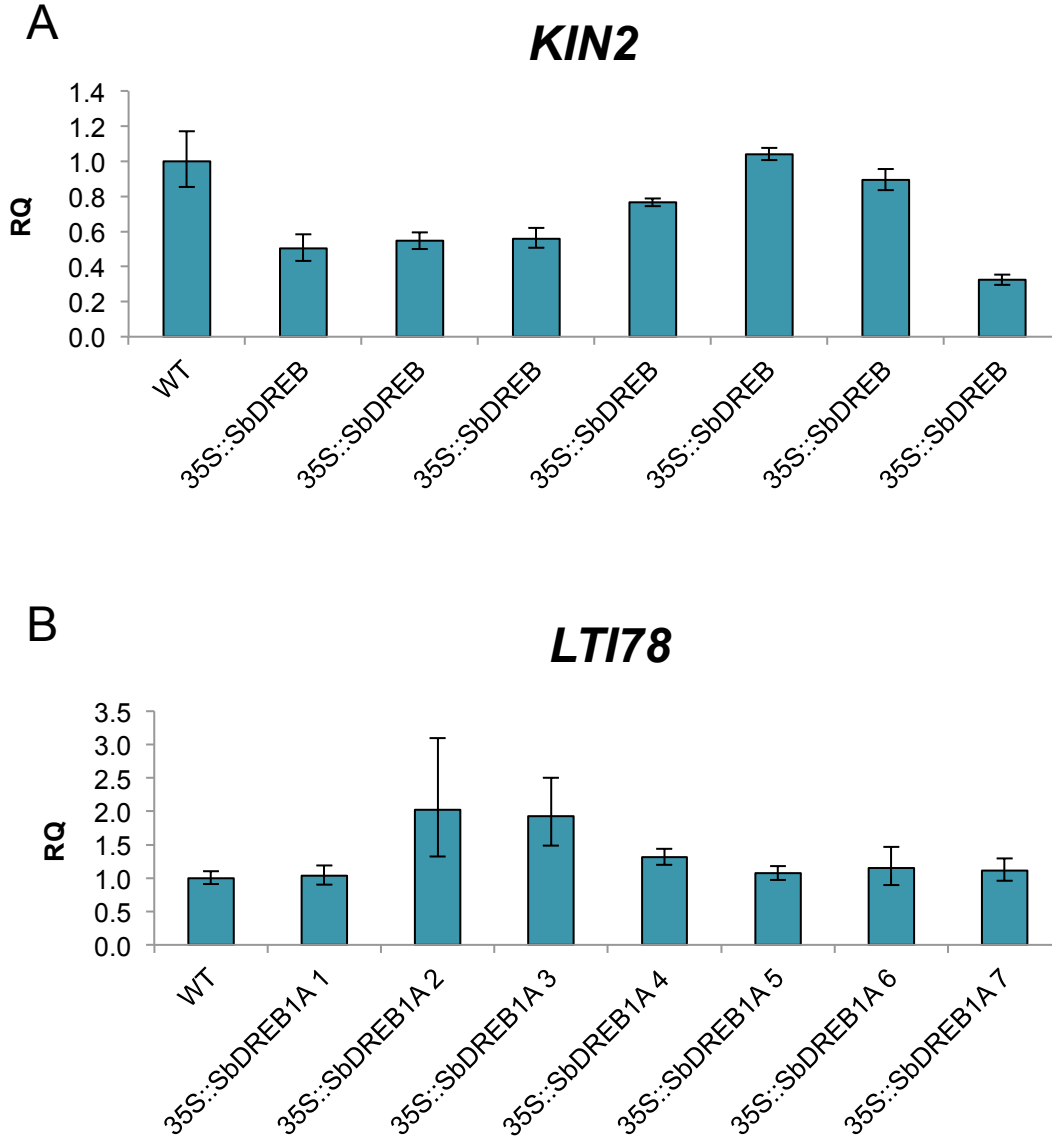 A
KIN2
1.4
1.2
1.0
0.8
0.6
0.4
0.2
0.0
RQ
WT
35S::SbDREB
35S::SbDREB
35S::SbDREB
35S::SbDREB
35S::SbDREB
35S::SbDREB
35S::SbDREB
B
LTI78
3.5
3.0
2.5
2.0
1.5
1.0
0.5
0.0
RQ
WT
35S::SbDREB1A 1
35S::SbDREB1A 2
35S::SbDREB1A 3
35S::SbDREB1A 4
35S::SbDREB1A 5
35S::SbDREB1A 6
35S::SbDREB1A 7